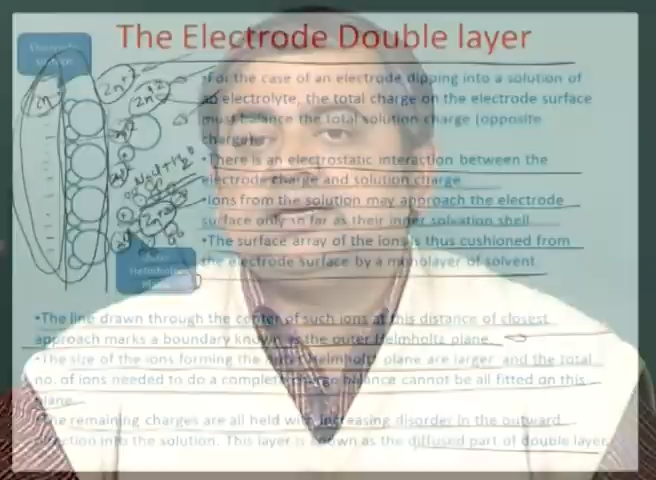 The Electrode Double layer
Electrode
surface
Zn
Zn+2
Zn+2
•For the case of an electrode dipping into a solution of
an electrolyte, the total charge on the electrode surface
must balance the total solution charge (opposite
charge).
•There is an electrostatic interaction between the
electrode charge and solution charge
•Ions from the solution may approach the electrode
surface only so far as their inner solvation shell
•The surface array of the ions is thus cushioned from
the electrode surface by a monolayer of solvent.
Outer
Helmholtz
plane
•The line drawn through the center of such ions at this distance of closest
approach marks a boundary known as the outer Helmholtz plane.
•The size of the ions forming the outer Helmholtz plane are larger and the total
no. of ions needed to do a complete charge balance cannot be all fitted on this
plane.
•The remaining charges are all held with increasing disorder in the outward
direction into the solution. This layer is known as the diffused part of double layer.